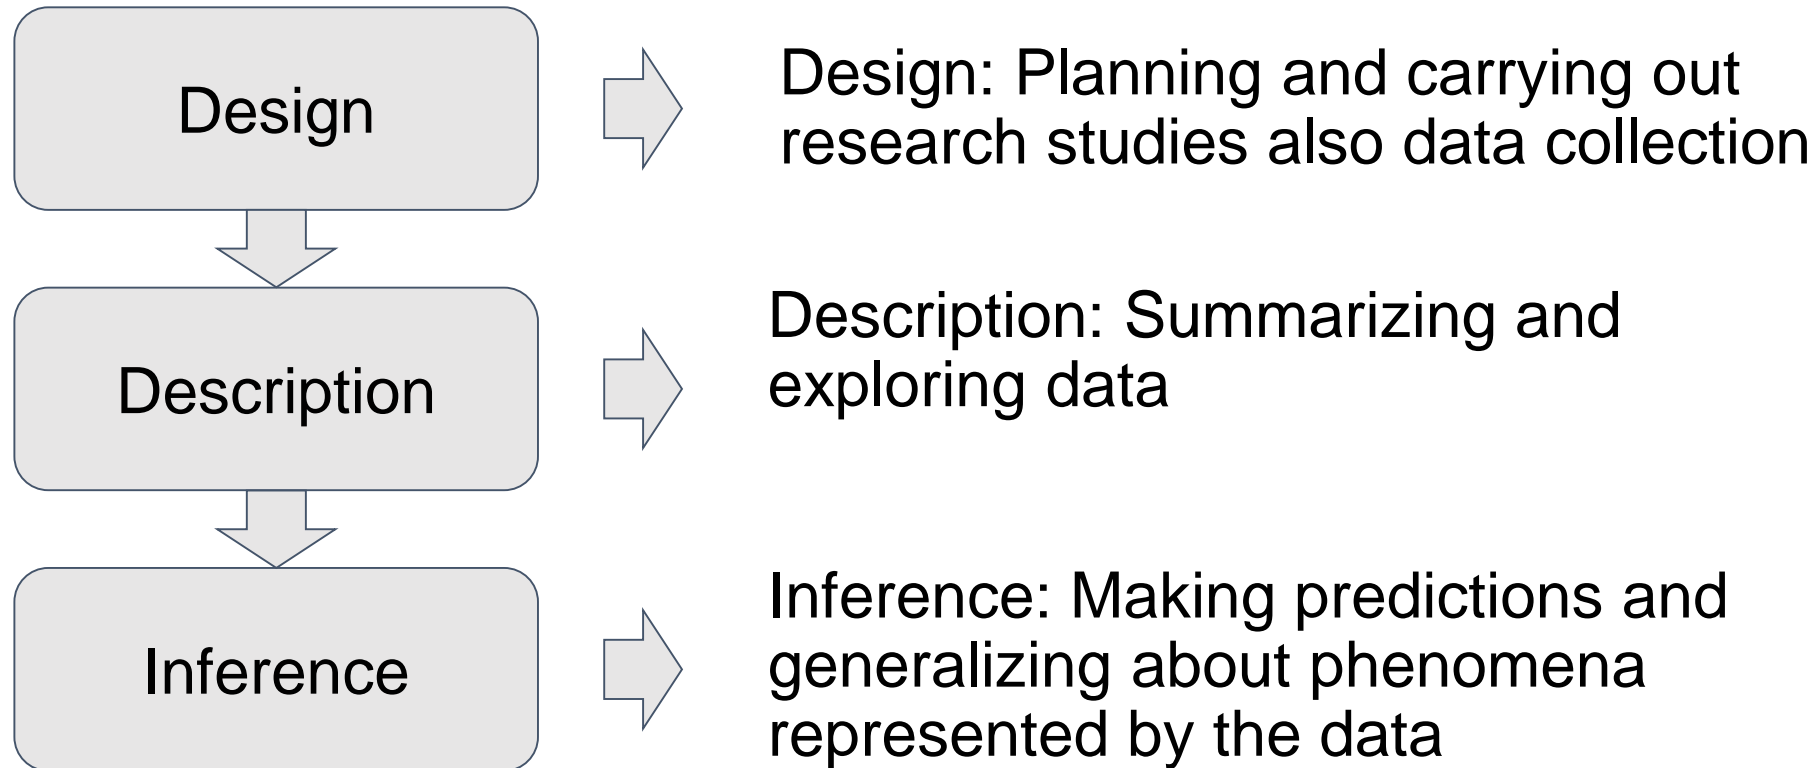 Design
Design: Planning and carrying out
research studies also data collection
Description
Description: Summarizing and
exploring data
Inference
Inference: Making predictions and
generalizing about phenomena
represented by the data